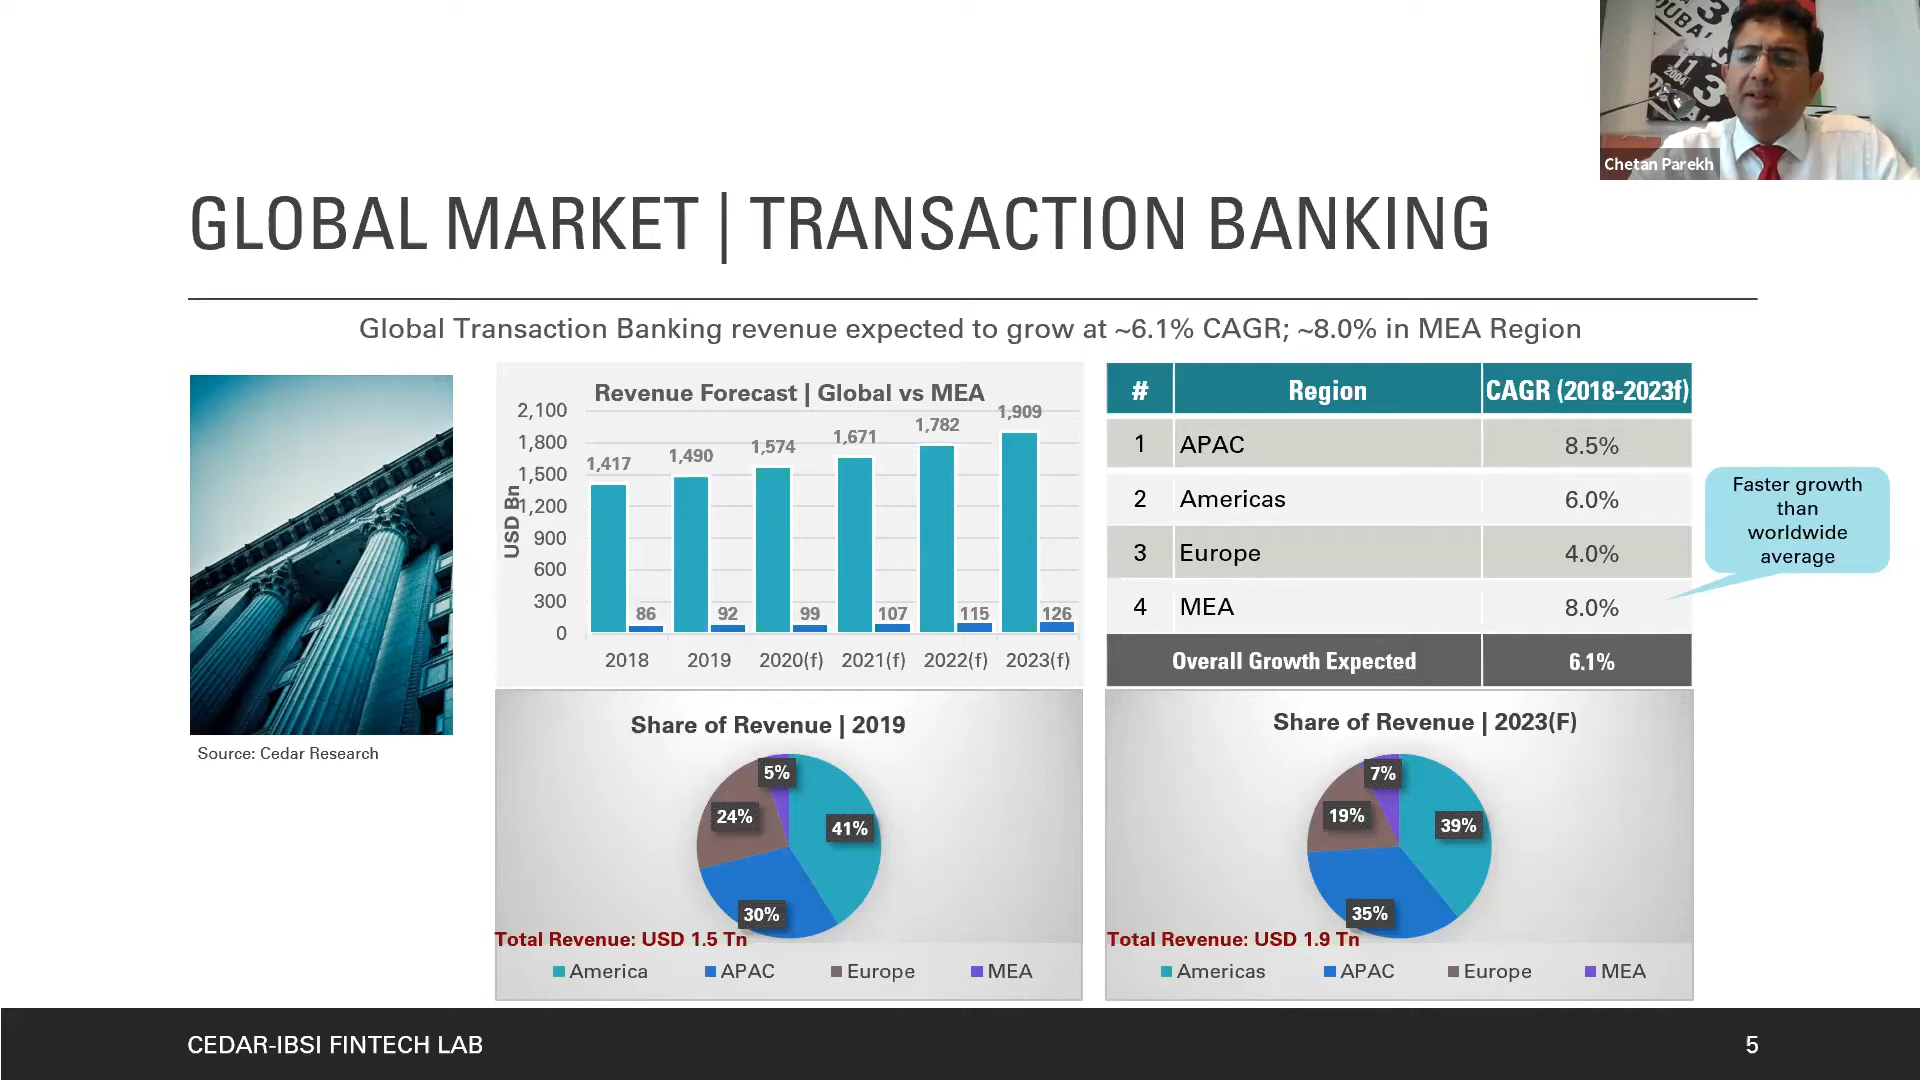 3
DUBAI
11
2004
3
Chetan Parekh
GLOBAL MARKET | TRANSACTION BANKING
Global Transaction Banking revenue expected to grow at ~6.1% CAGR; ~8.0% in MEA Region
Revenue Forecast | Global vs MEA
USD Bn
2,100
1,800
1,500
1,200
900
600
300
0
1,417
1,490
1,574
1,671
1,782
1,909
86
92
99
107
115
126
2018
2019
2020(f)
2021(f)
2022(f)
2023(f)
# Region CAGR (2018-2023f)
1 APAC 8.5%
2 Americas 6.0%
3 Europe 4.0%
4 MEA 8.0%
Overall Growth Expected 6.1%
Faster growth
than
worldwide
average
Source: Cedar Research
Share of Revenue | 2019
5%
24%
41%
30%
Total Revenue: USD 1.5 Tn
America APAC Europe MEA
Share of Revenue | 2023(F)
7%
19%
39%
35%
Total Revenue: USD 1.9 Tn
Americas APAC Europe MEA
CEDAR-IBSI FINTECH LAB
5